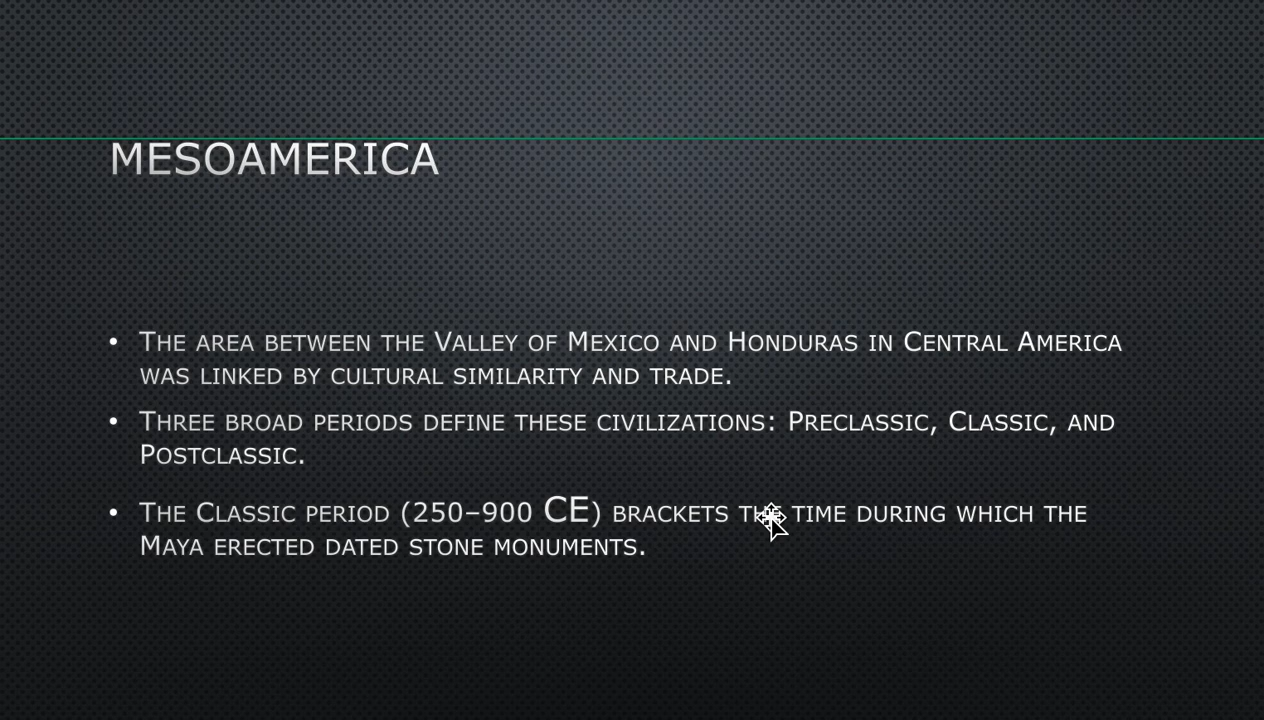 MESOAMERICA
• The area between the Valley of Mexico and Honduras in Central America
was linked by cultural similarity and trade.
• Three broad periods define these civilizations: Preclassic, Classic, and
Postclassic.
• The Classic period (250–900 CE) brackets the time during which the
Maya erected dated stone monuments.